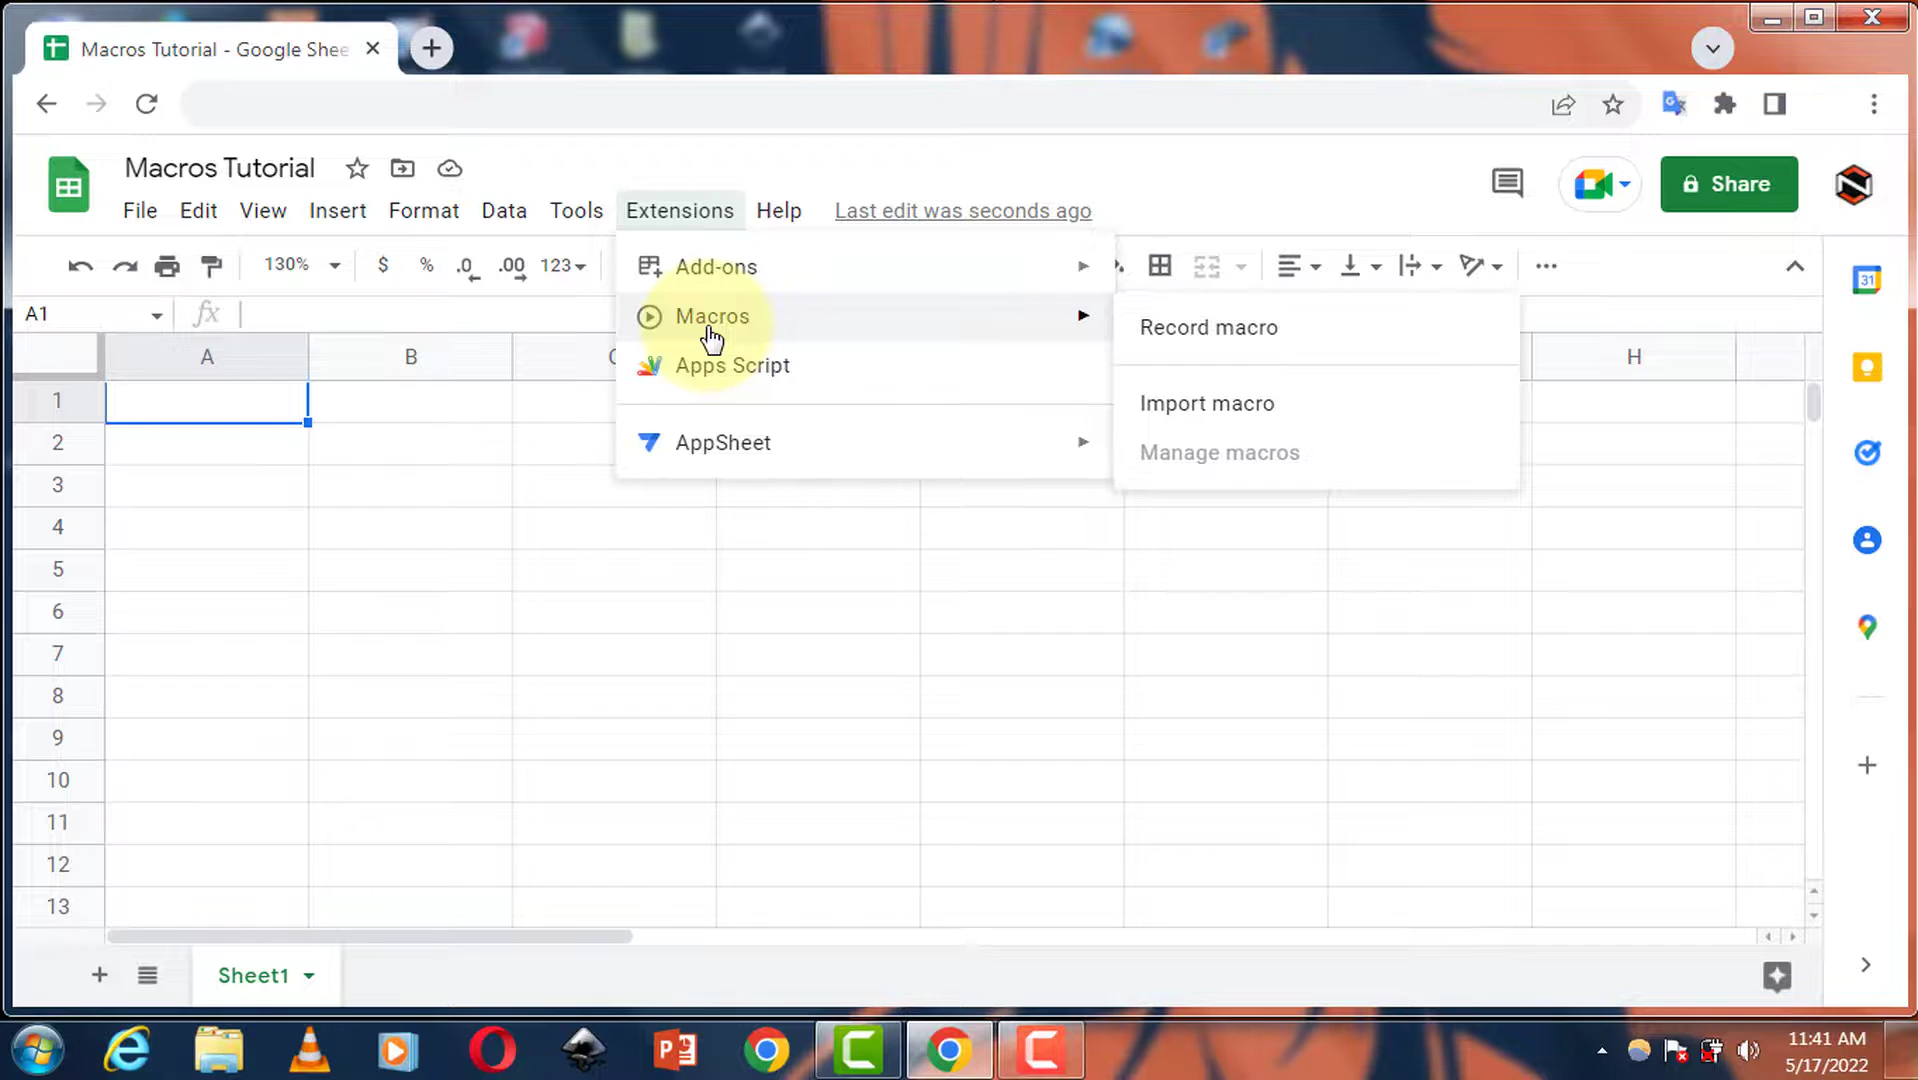 Macros Tutorial - Google Shee
Macros Tutorial
File Edit View Insert Format Data Tools Extensions Help Last edit was seconds ago
Share
130% $ % .0 .00 123
A1 fx
Add-ons
Macros
Apps Script
AppSheet
Record macro
Import macro
Manage macros
A B C H
1
2
3
4
5
6
7
8
9
10
11
12
13
Sheet1
31
11:41 AM
5/17/2022